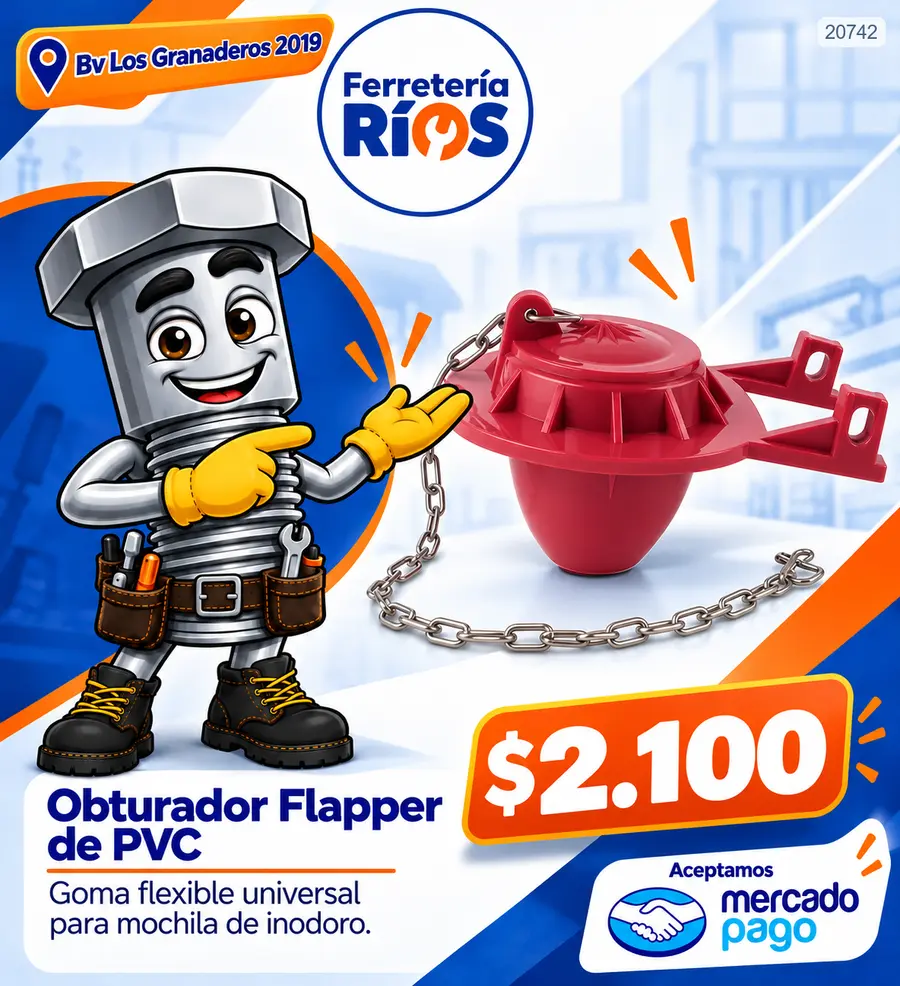 Bv Los Granaderos 2019
Ferretería
RÍOS
20742
$2.100
Obturador Flapper
de PVC
Goma flexible universal
para mochila de inodoro.
Aceptamos
mercado
pago